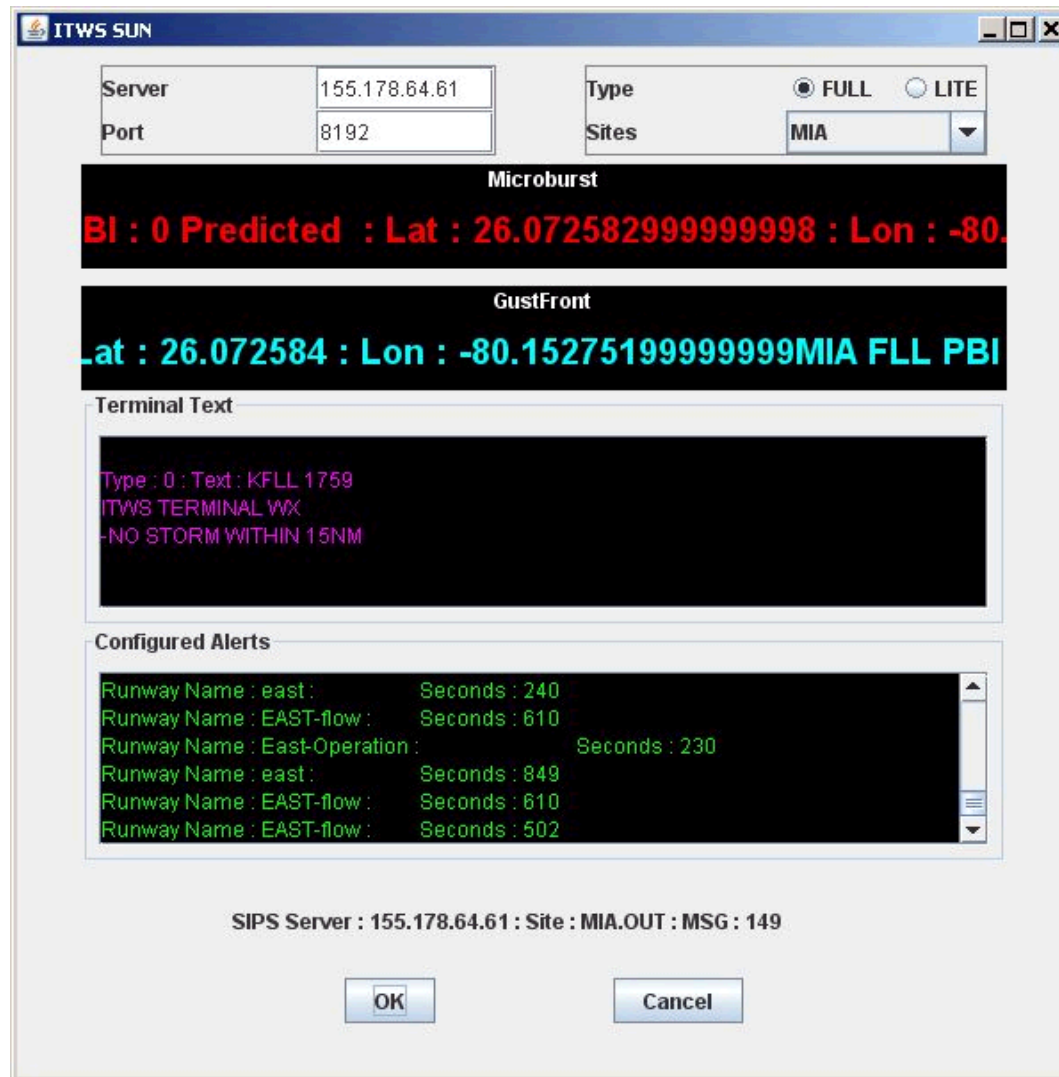 ITWS SUN
Server 155.178.64.61 Type FULL LITE
Port 8192 Sites MIA
Microburst
BI : 0 Predicted : Lat : 26.072582999999998 : Lon : -80.
GustFront
Lat : 26.072584 : Lon : -80.15275199999999MIA FLL PBI
Terminal Text
Type : 0 : Text : KFLL 1759
ITWS TERMINAL WX
-NO STORM WITHIN 15NM
Configured Alerts
Runway Name : east : Seconds : 240
Runway Name : EAST-flow : Seconds : 610
Runway Name : East-Operation : Seconds : 230
Runway Name : east : Seconds : 849
Runway Name : EAST-flow : Seconds : 610
Runway Name : EAST-flow : Seconds : 502
SIPS Server : 155.178.64.61 : Site : MIA.OUT : MSG : 149
OK Cancel